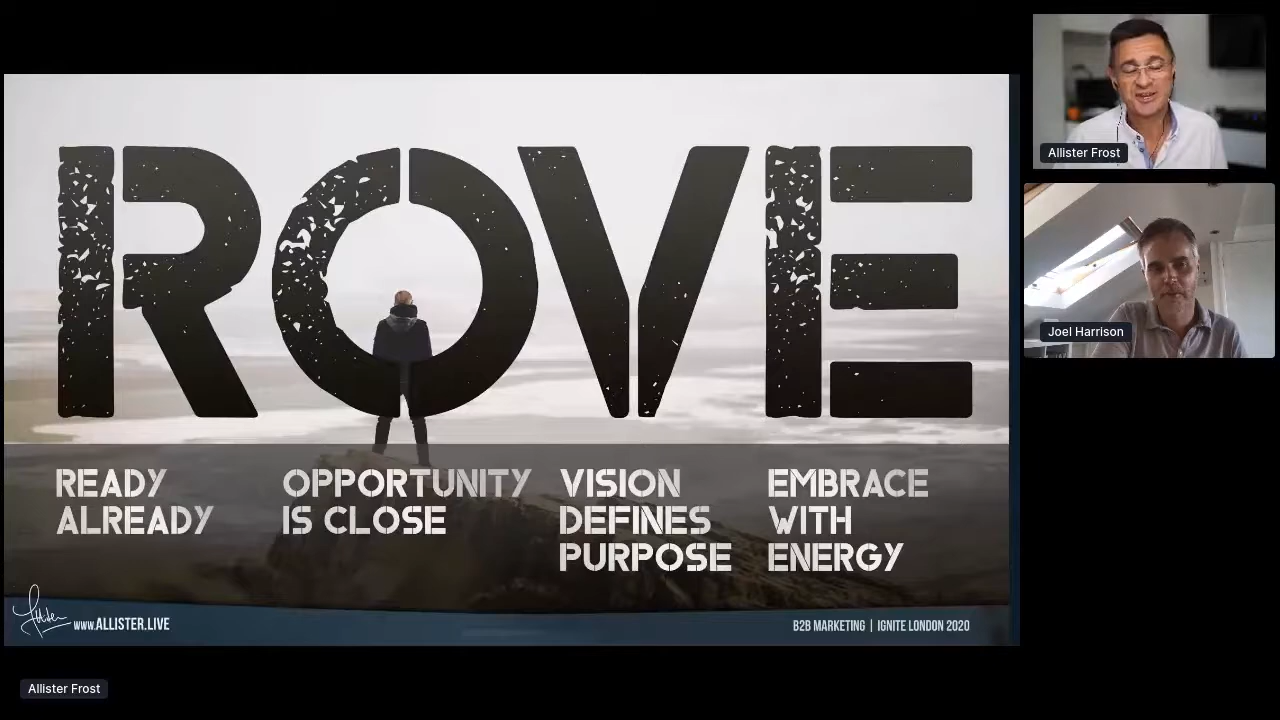 ROVE
READY
ALREADY
OPPORTUNITY
IS CLOSE
VISION
DEFINES
PURPOSE
EMBRACE
WITH
ENERGY
www.ALLISTER.LIVE
B2B MARKETING | IGNITE LONDON 2020
Allister Frost
Joel Harrison
Allister Frost